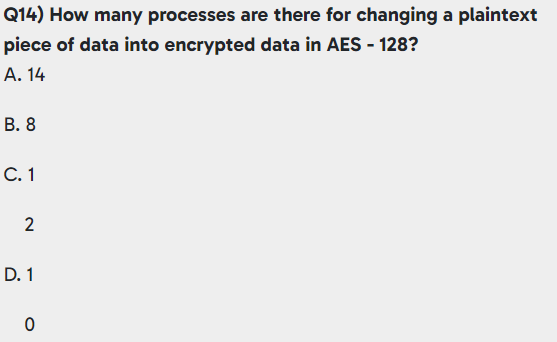 Q14) How many processes are there for changing a plaintext
piece of data into encrypted data in AES - 128?
A. 14
B. 8
C. 1
2
D. 1
0